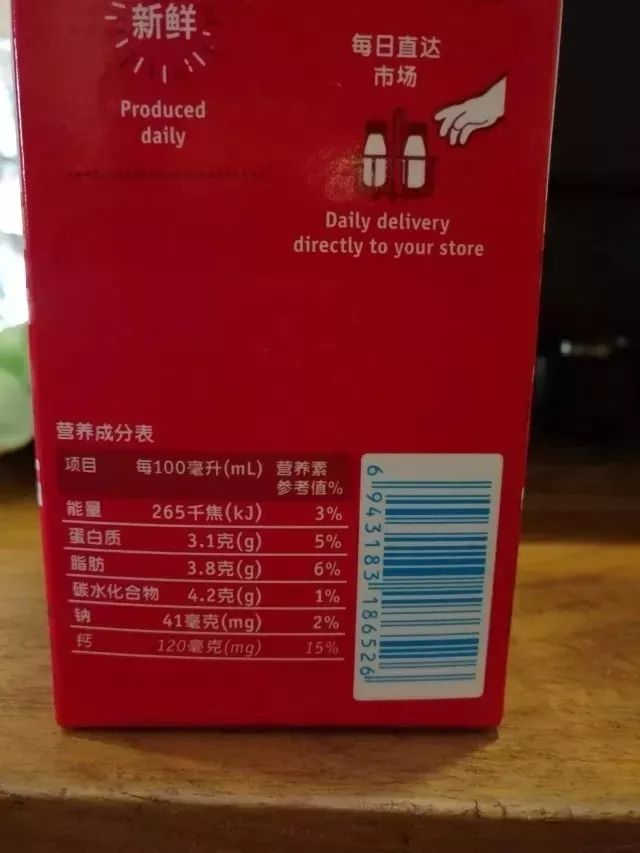 新鲜
Produced
daily
每日直达
市场
Daily delivery
directly to your store
营养成分表
项目 每100毫升(mL) 营养素
参考值%
能量 265千焦(kJ) 3%
蛋白质 3.1克(g) 5%
脂肪 3.8克(g) 6%
碳水化合物 4.2克(g) 1%
钠 41毫克(mg) 2%
钙 120毫克(mg) 15%
6 943183 186526